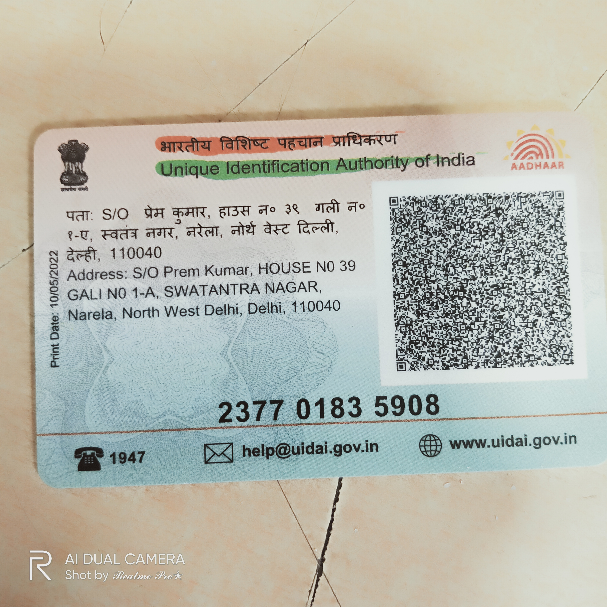 भारतीय विशिष्ट पहचान प्राधिकरण
Unique Identification Authority of India
AADHAAR
पता: S/O प्रेम कुमार, हाउस न० ३९ गली न०
१-ए, स्वतंत्र नगर, नरेला, नोर्थ वेस्ट दिल्ली,
देल्ही, 110040
Address: S/O Prem Kumar, HOUSE N0 39
GALI N0 1-A, SWATANTRA NAGAR,
Narela, North West Delhi, Delhi, 110040
Print Date: 10/05/2022
2377 0183 5908
1947
help@uidai.gov.in
www.uidai.gov.in
R
AI DUAL CAMERA
Shot by Realme Pro